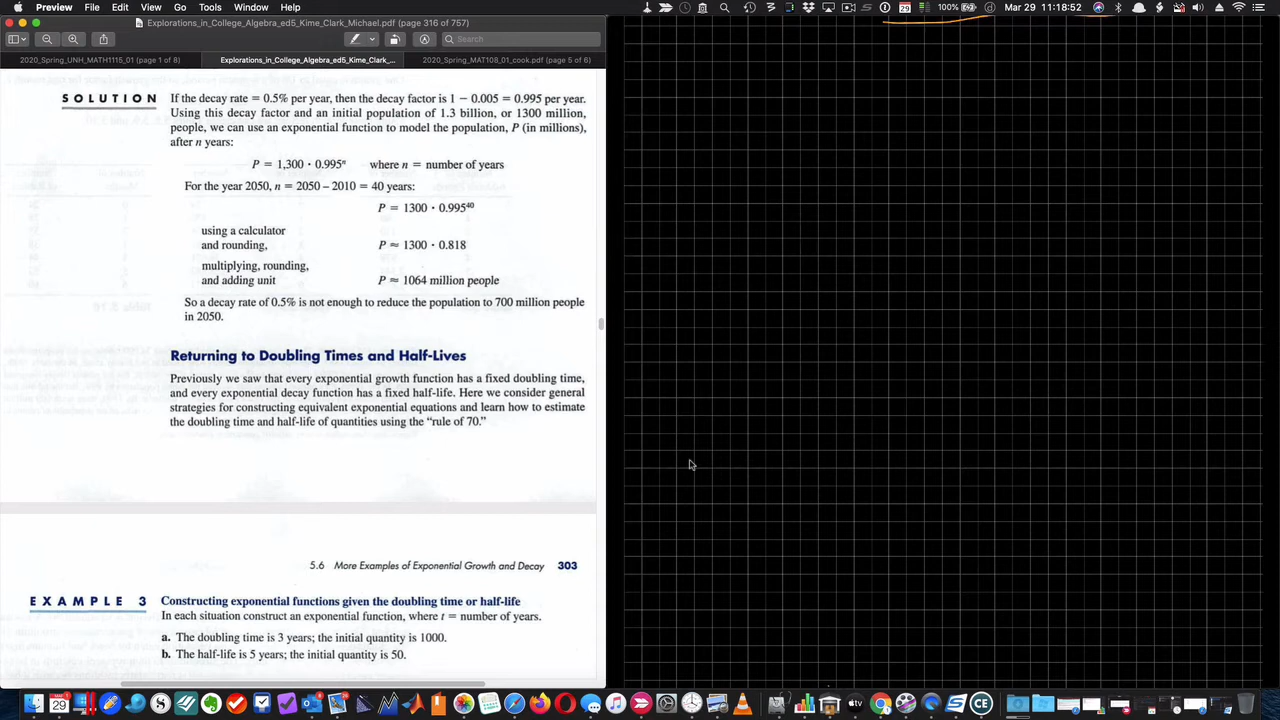 Preview File Edit View Go Tools Window Help
100% Mar 29 11:18:52
Explorations_in_College_Algebra_ed5_Kime_Clark_Michael.pdf (page 316 of 757)
Search
2020_Spring_UNH_MATH1115_01 (page 1 of 8)
Explorations_in_College_Algebra_ed5_Kime_Clark_...
2020_Spring_MAT108_01_cook.pdf (page 5 of 6)
SOLUTION
If the decay rate = 0.5% per year, then the decay factor is 1 − 0.005 = 0.995 per year.
Using this decay factor and an initial population of 1.3 billion, or 1300 million,
people, we can use an exponential function to model the population, P (in millions),
after n years:
P = 1,300 · 0.995ⁿ where n = number of years
For the year 2050, n = 2050 – 2010 = 40 years:
P = 1300 · 0.995⁴⁰
using a calculator
and rounding,
P ≈ 1300 · 0.818
multiplying, rounding,
and adding unit
P ≈ 1064 million people
So a decay rate of 0.5% is not enough to reduce the population to 700 million people
in 2050.
Returning to Doubling Times and Half-Lives
Previously we saw that every exponential growth function has a fixed doubling time,
and every exponential decay function has a fixed half-life. Here we consider general
strategies for constructing equivalent exponential equations and learn how to estimate
the doubling time and half-life of quantities using the “rule of 70.”
5.6 More Examples of Exponential Growth and Decay 303
EXAMPLE 3
Constructing exponential functions given the doubling time or half-life
In each situation construct an exponential function, where t = number of years.
a. The doubling time is 3 years; the initial quantity is 1000.
b. The half-life is 5 years; the initial quantity is 50.